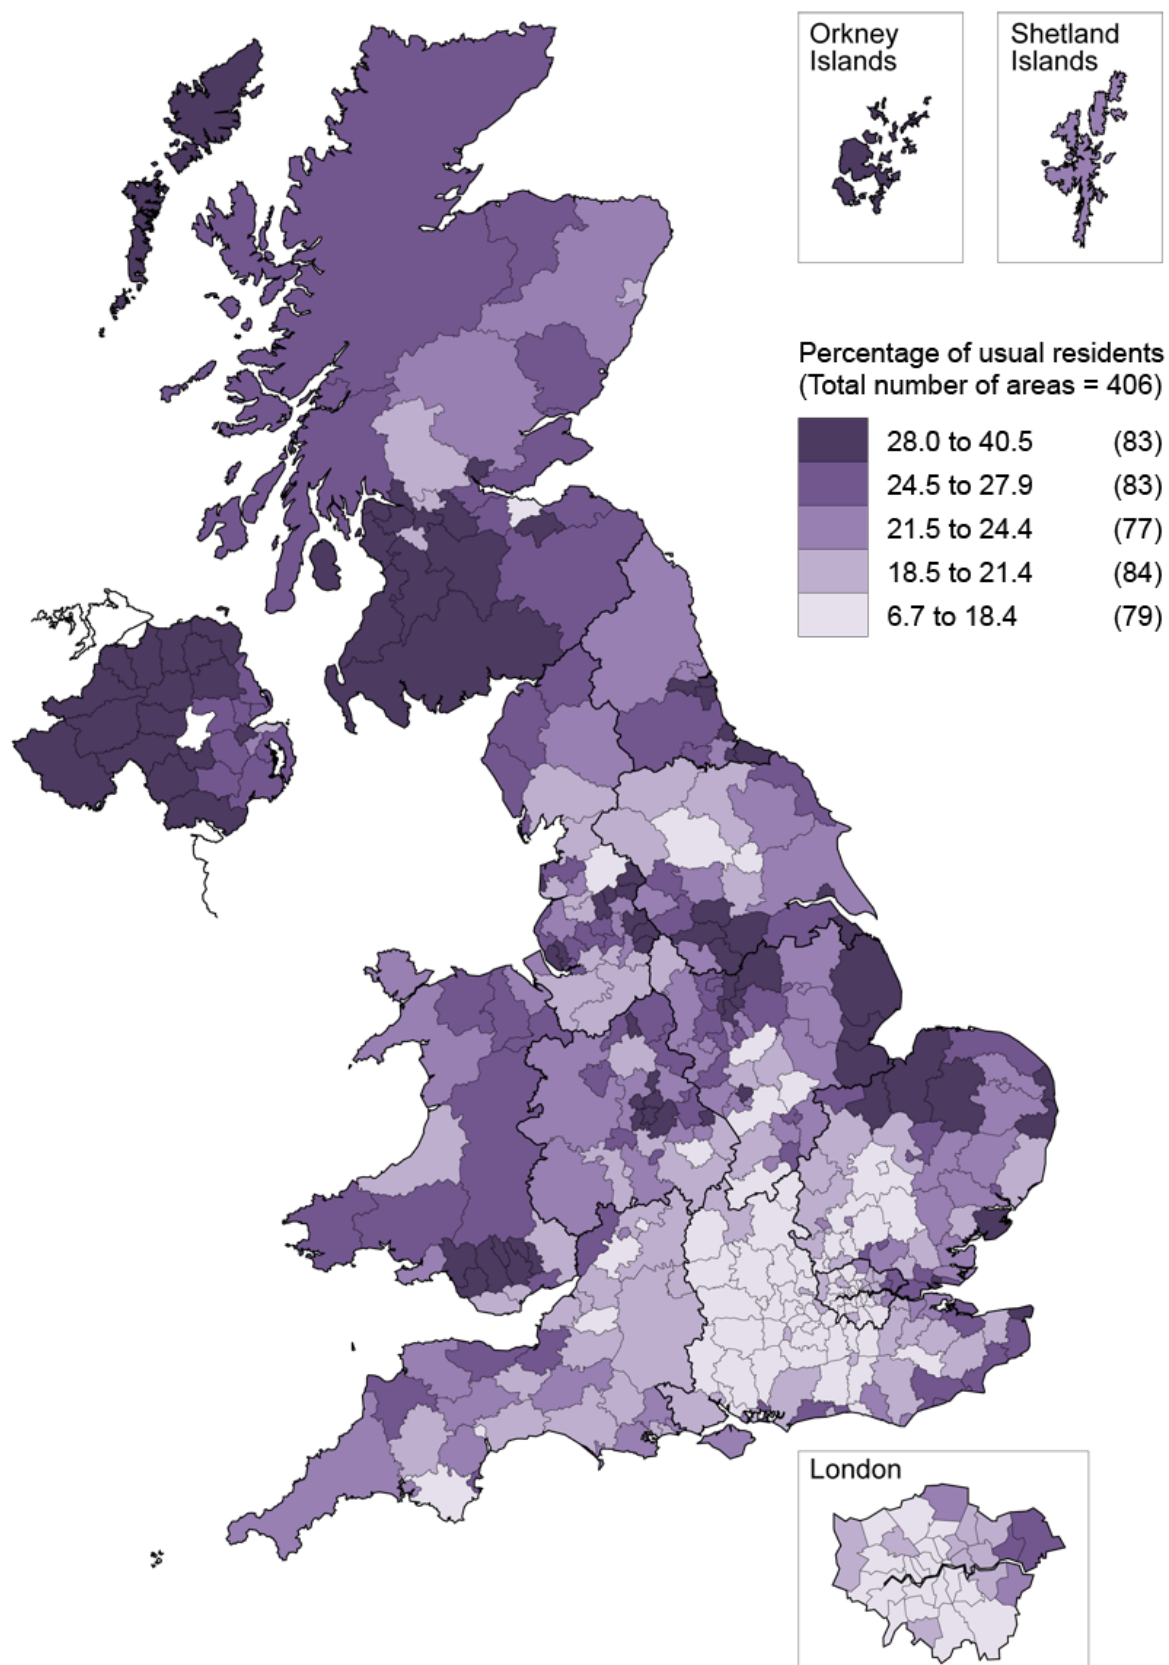 Orkney
Islands
Shetland
Islands
Percentage of usual residents
(Total number of areas = 406)
28.0 to 40.5 (83)
24.5 to 27.9 (83)
21.5 to 24.4 (77)
18.5 to 21.4 (84)
6.7 to 18.4 (79)
London